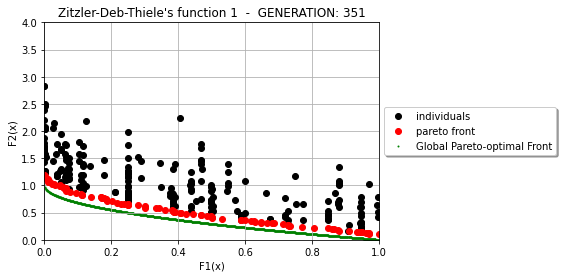 Zitzler-Deb-Thiele's function 1 - GENERATION: 351
4.0
3.5
3.0
2.5
2.0
1.5
1.0
0.5
0.0
F2(x)
0.0 0.2 0.4 0.6 0.8 1.0
F1(x)
individuals
pareto front
Global Pareto-optimal Front